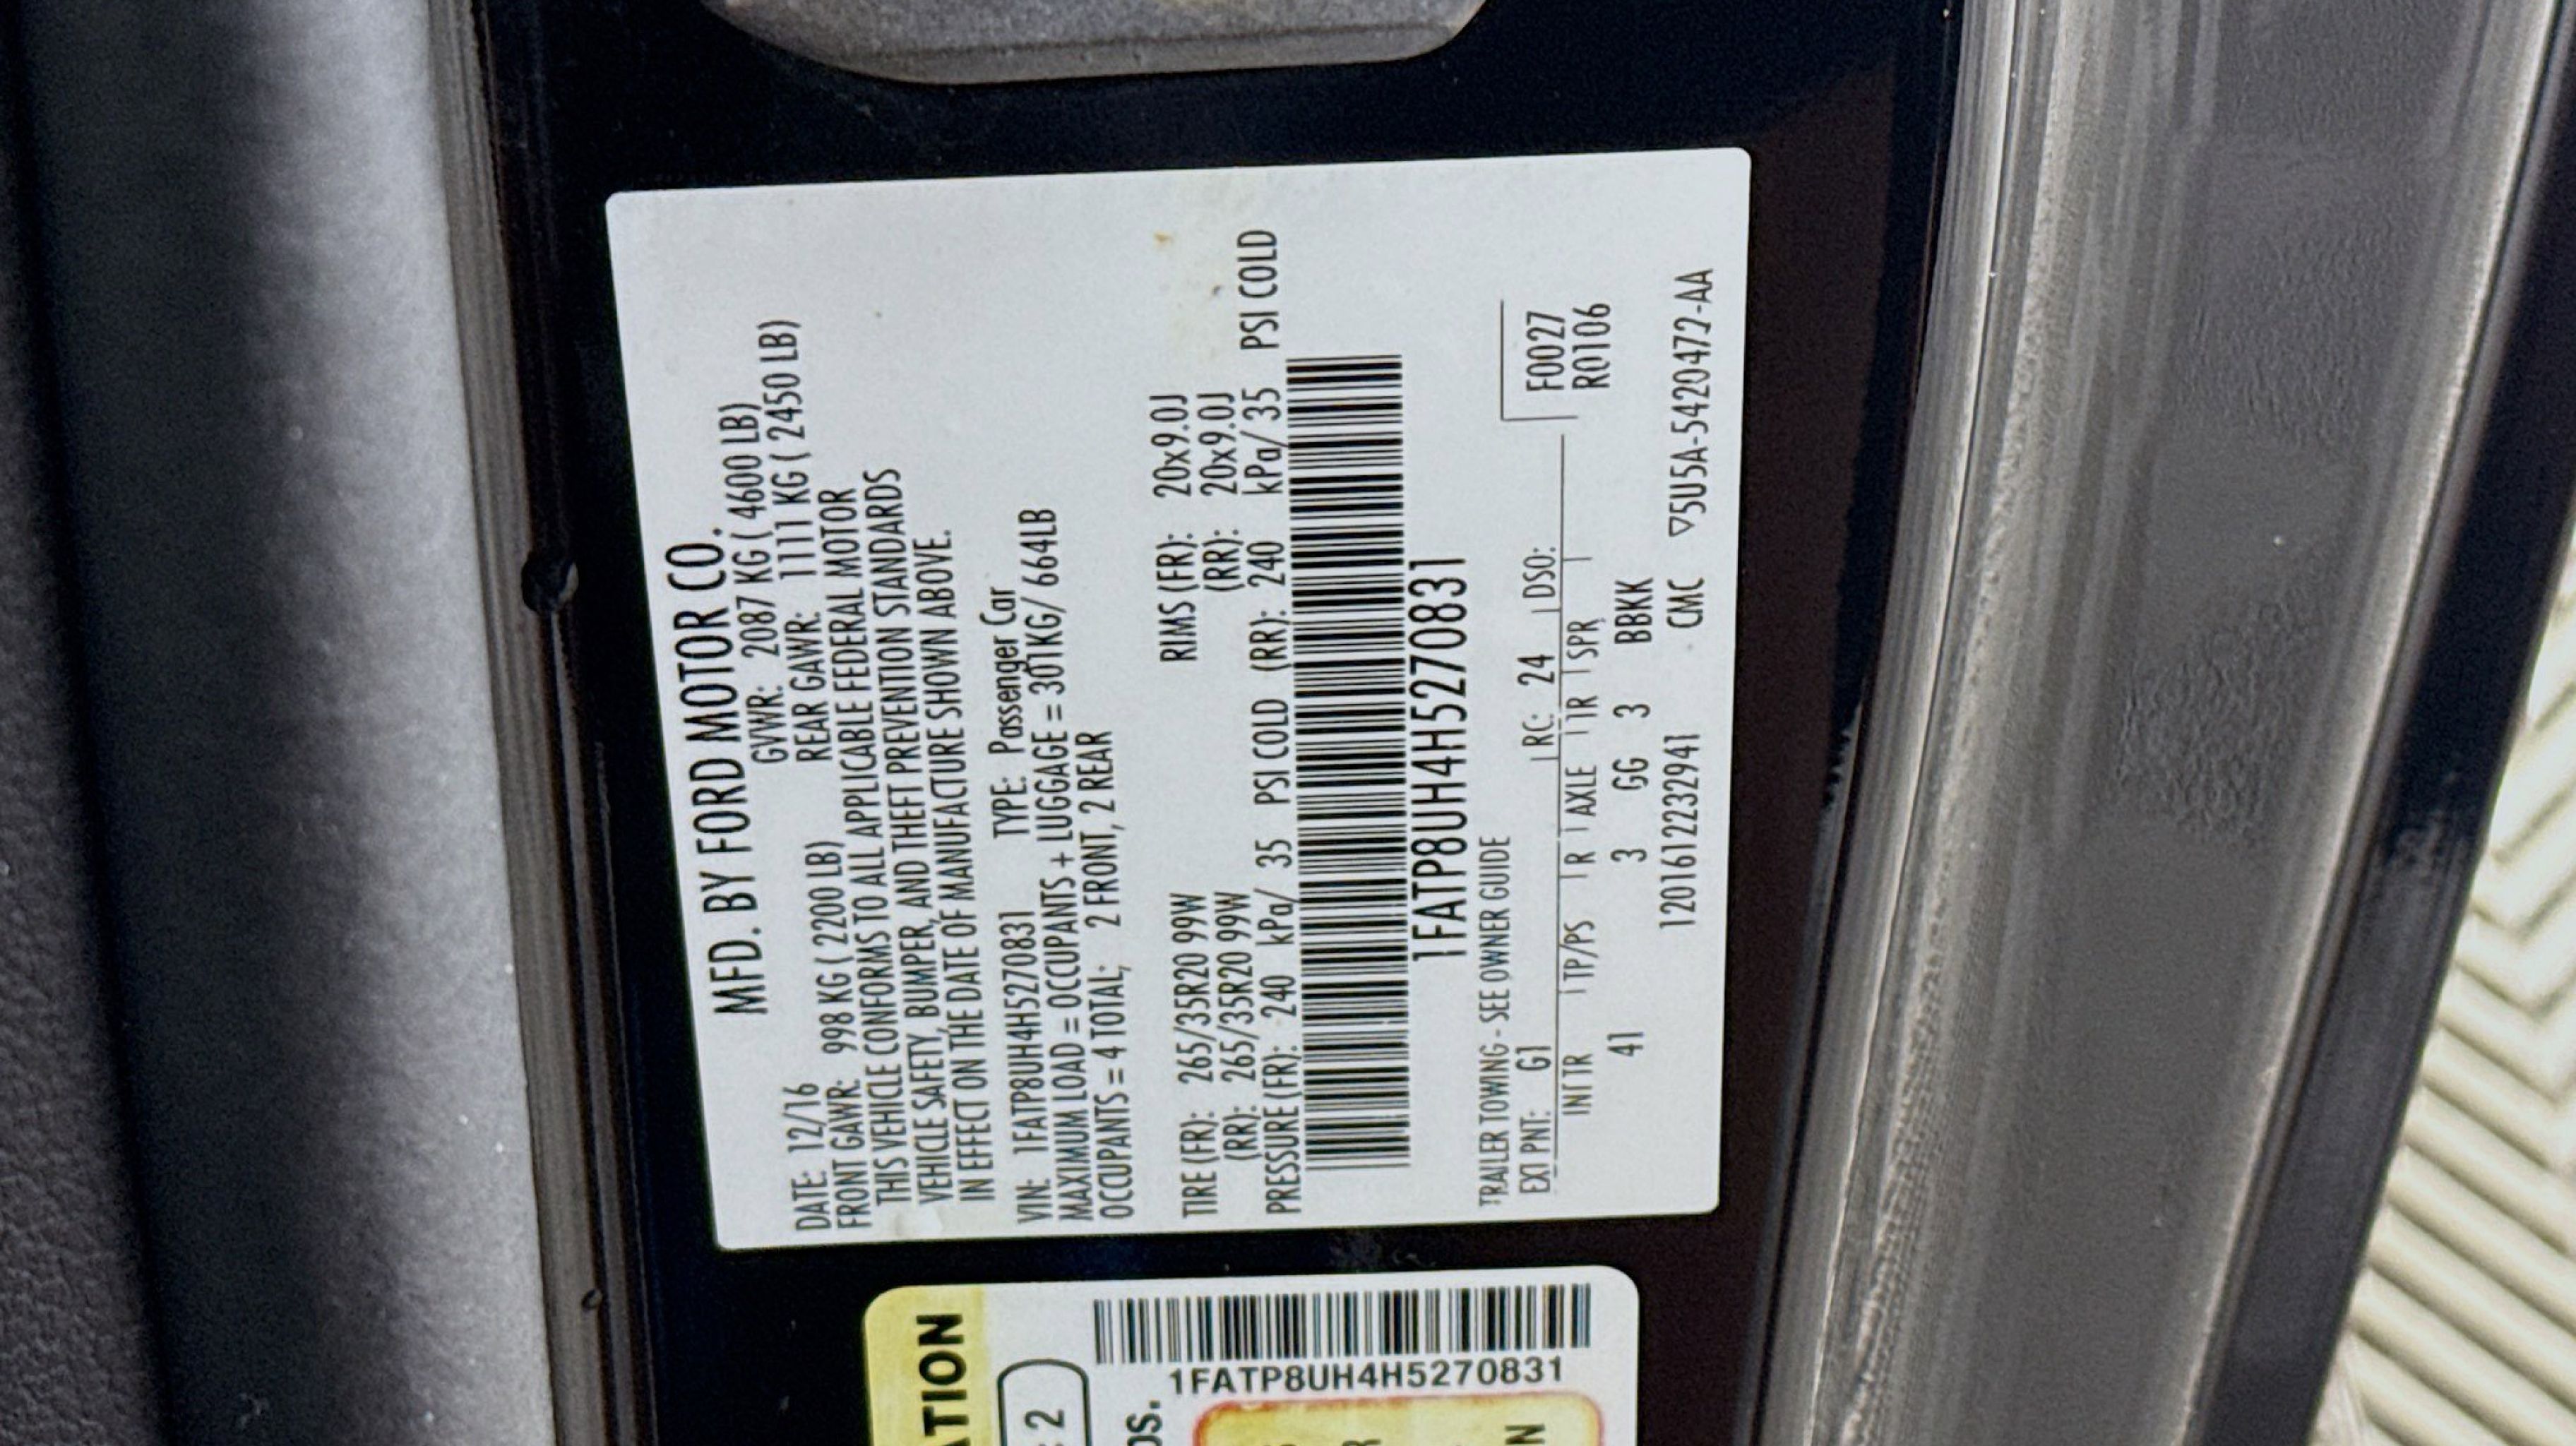 MFD. BY FORD MOTOR CO.
DATE: 12/16 GVWR: 2087 KG ( 4600 LB)
FRONT GAWR: 998 KG ( 2200 LB) REAR GAWR: 1111 KG ( 2450 LB)
THIS VEHICLE CONFORMS TO ALL APPLICABLE FEDERAL MOTOR
VEHICLE SAFETY, BUMPER, AND THEFT PREVENTION STANDARDS
IN EFFECT ON THE DATE OF MANUFACTURE SHOWN ABOVE.
VIN: 1FATP8UH4H5270831 TYPE: Passenger Car
MAXIMUM LOAD = OCCUPANTS + LUGGAGE = 301KG/ 664LB
OCCUPANTS = 4 TOTAL; 2 FRONT, 2 REAR
TIRE (FR): 265/35R20 99W RIMS (FR): 20x9.0J
(RR): 265/35R20 99W (RR): 20x9.0J
PRESSURE (FR): 240 kPa/ 35 PSI COLD (RR): 240 kPa/ 35 PSI COLD
1FATP8UH4H5270831
TRAILER TOWING - SEE OWNER GUIDE
EXT PNT: G1 RC: 24 DSO: F0027
R0106
INT TR TP/PS R AXLE TR SPR
41 3 GG 3 BBKK
12016122323941 CMC ▽5U5A-5420472-AA
ATION
2
OS.
1FATP8UH4H5270831
R
N